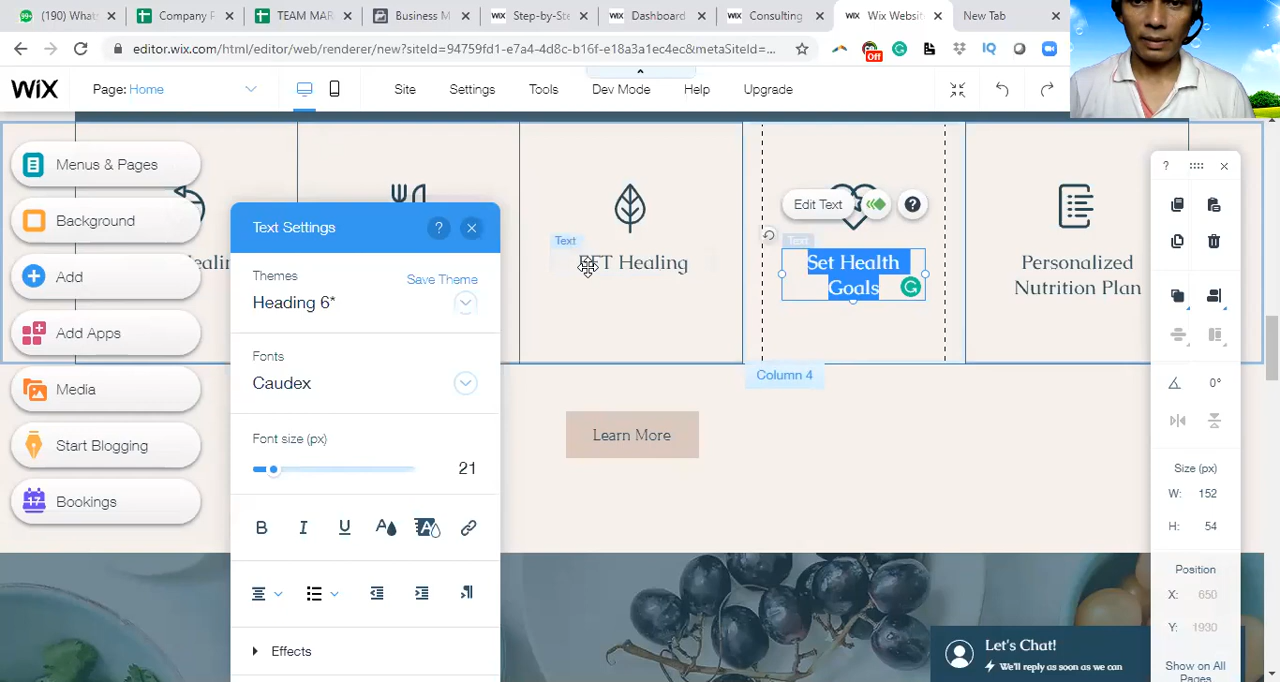 (190) What
Company P
TEAM MAR
Business M
Step-by-Ste
Dashboard
Consulting
Wix Websit
New Tab
editor.wix.com/html/editor/web/renderer/new?siteId=94759fd1-e7a4-4d8c-b16f-e18a3a1ec4ec&metaSiteId=...
Off
IQ
WiX
Page: Home
Site
Settings
Tools
Dev Mode
Help
Upgrade
Menus & Pages
Background
Add
Add Apps
Media
Start Blogging
17
Bookings
Text Settings
?
Themes
Save Theme
Heading 6*
Fonts
Caudex
Font size (px)
21
B
I
U
Effects
Text
EFT Healing
Edit Text
?
Text
Set Health
Goals
Personalized
Nutrition Plan
Column 4
Learn More
?
0°
Size (px)
W: 152
H: 54
Position
X: 650
Y: 1930
Show on All
Pages
Let's Chat!
We'll reply as soon as we can